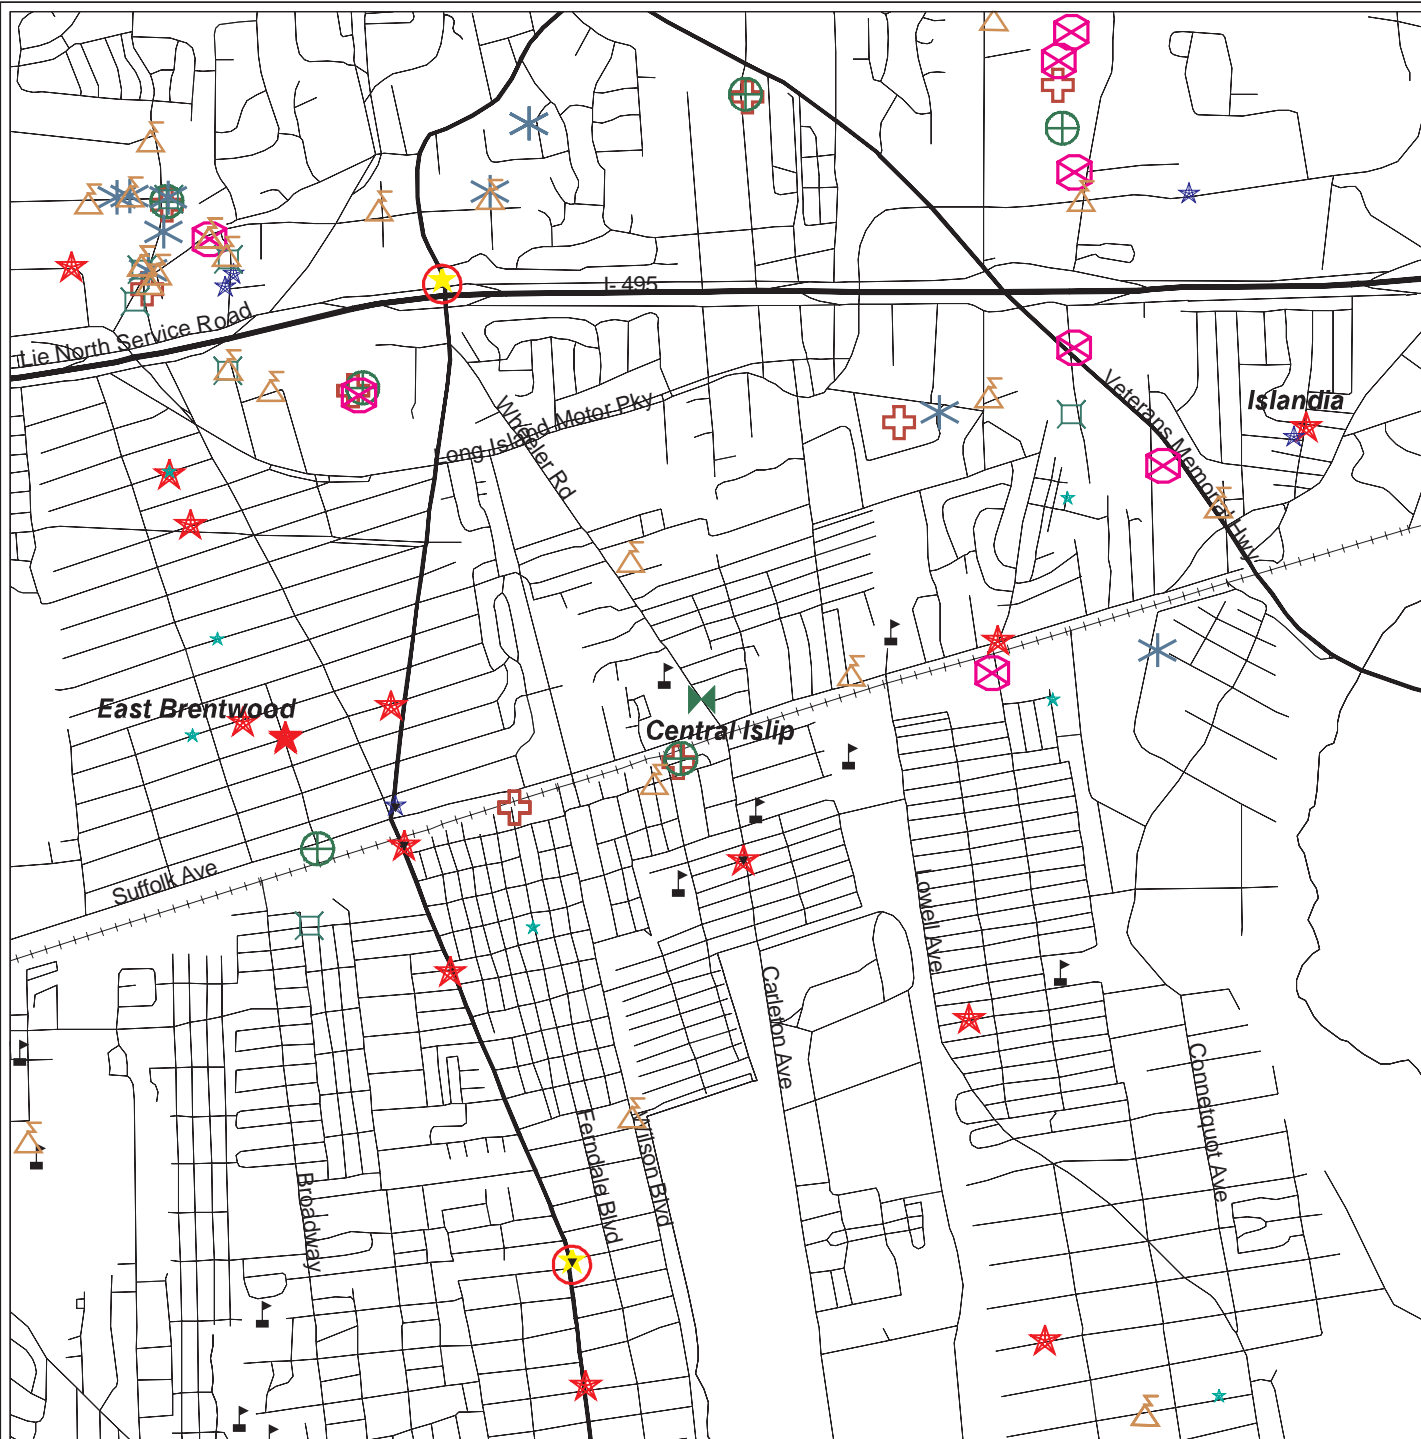 I- 495
Lie North Service Road
Long Island Motor Pky
Wheeler Rd
Veterans Memorial Hwy
Islandia
East Brentwood
Central Islip
Suffolk Ave
Lowell Ave
Carleton Ave
Connetquot Ave
Ferndale Blvd
Wilson Blvd
Broadway